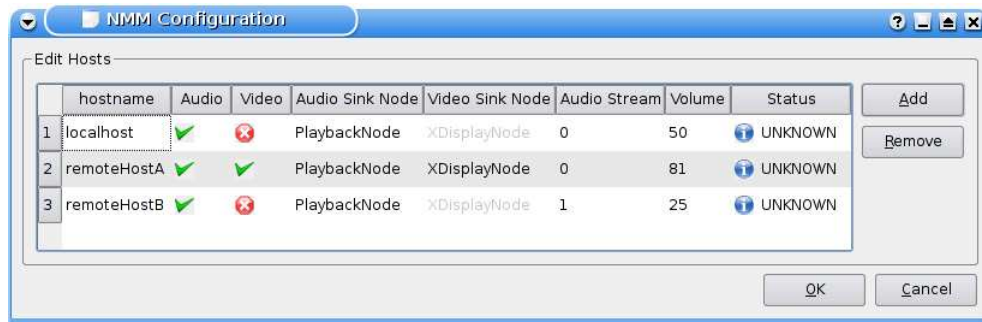 NMM Configuration
?
Edit Hosts
hostname Audio Video Audio Sink Node Video Sink Node Audio Stream Volume Status
1 localhost PlaybackNode XDisplayNode 0 50 UNKNOWN
2 remoteHostA PlaybackNode XDisplayNode 0 81 UNKNOWN
3 remoteHostB PlaybackNode XDisplayNode 1 25 UNKNOWN
Add
Remove
OK Cancel